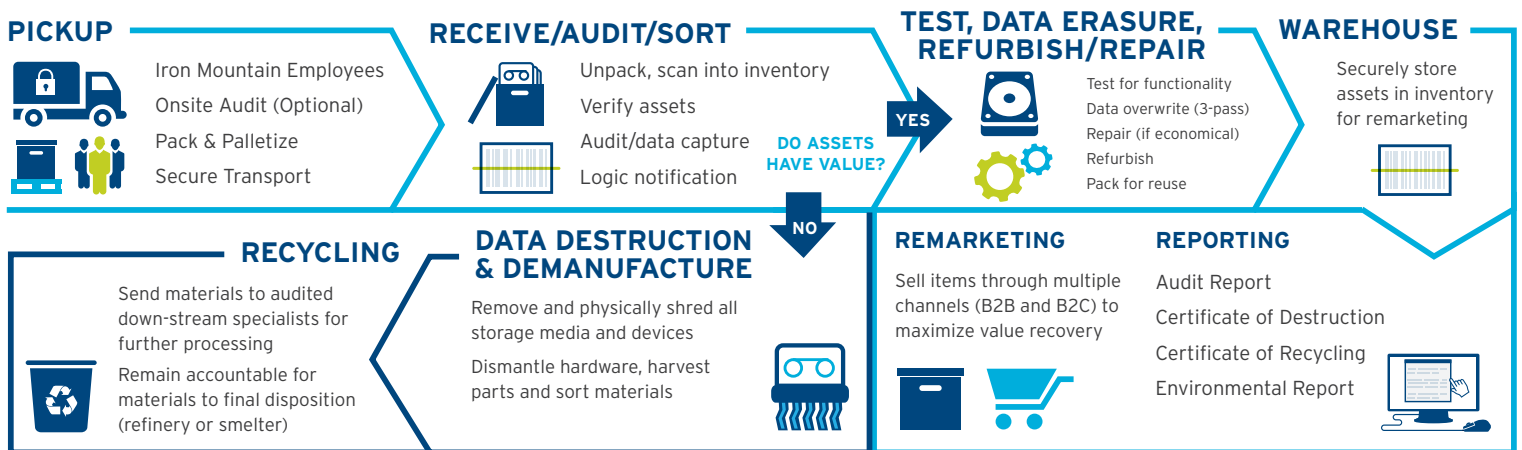 PICKUP
Iron Mountain Employees
Onsite Audit (Optional)
Pack & Palletize
Secure Transport
RECEIVE/AUDIT/SORT
Unpack, scan into inventory
Verify assets
Audit/data capture
Logic notification
DO ASSETS
HAVE VALUE?
YES
NO
TEST, DATA ERASURE,
REFURBISH/REPAIR
Test for functionality
Data overwrite (3-pass)
Repair (if economical)
Refurbish
Pack for reuse
WAREHOUSE
Securely store
assets in inventory
for remarketing
RECYCLING
Send materials to audited
down-stream specialists for
further processing
Remain accountable for
materials to final disposition
(refinery or smelter)
DATA DESTRUCTION
& DEMANUFACTURE
Remove and physically shred all
storage media and devices
Dismantle hardware, harvest
parts and sort materials
REMARKETING
Sell items through multiple
channels (B2B and B2C) to
maximize value recovery
REPORTING
Audit Report
Certificate of Destruction
Certificate of Recycling
Environmental Report